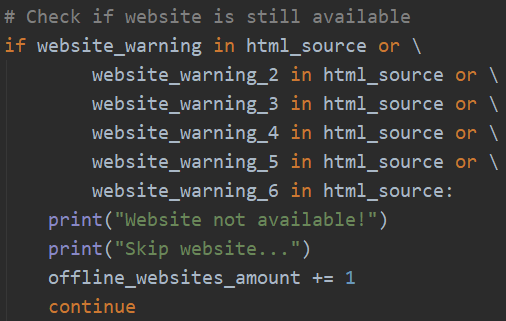 # Check if website is still available
if website_warning in html_source or \
        website_warning_2 in html_source or \
        website_warning_3 in html_source or \
        website_warning_4 in html_source or \
        website_warning_5 in html_source or \
        website_warning_6 in html_source:
    print("Website not available!")
    print("Skip website...")
    offline_websites_amount += 1
    continue